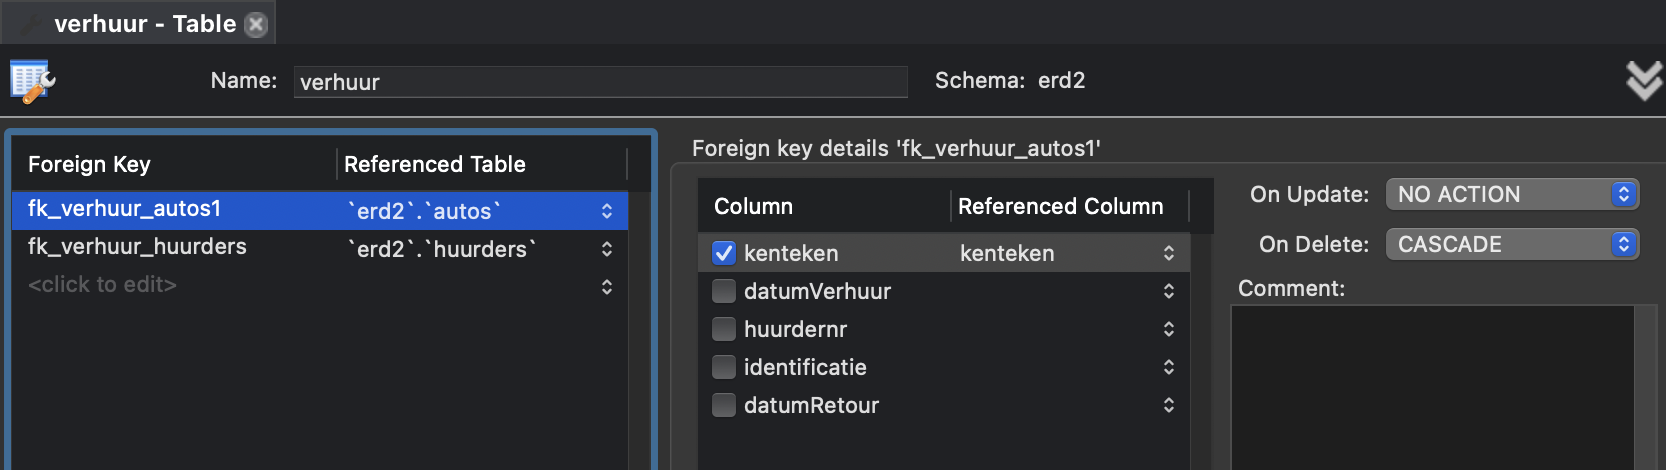 verhuur - Table
Name: verhuur Schema: erd2
Foreign Key Referenced Table
fk_verhuur_autos1 `erd2`.`autos`
fk_verhuur_huurders `erd2`.`huurders`
<click to edit>
Foreign key details 'fk_verhuur_autos1'
Column Referenced Column
kenteken kenteken
datumVerhuur
huurdernr
identificatie
datumRetour
On Update: NO ACTION
On Delete: CASCADE
Comment: